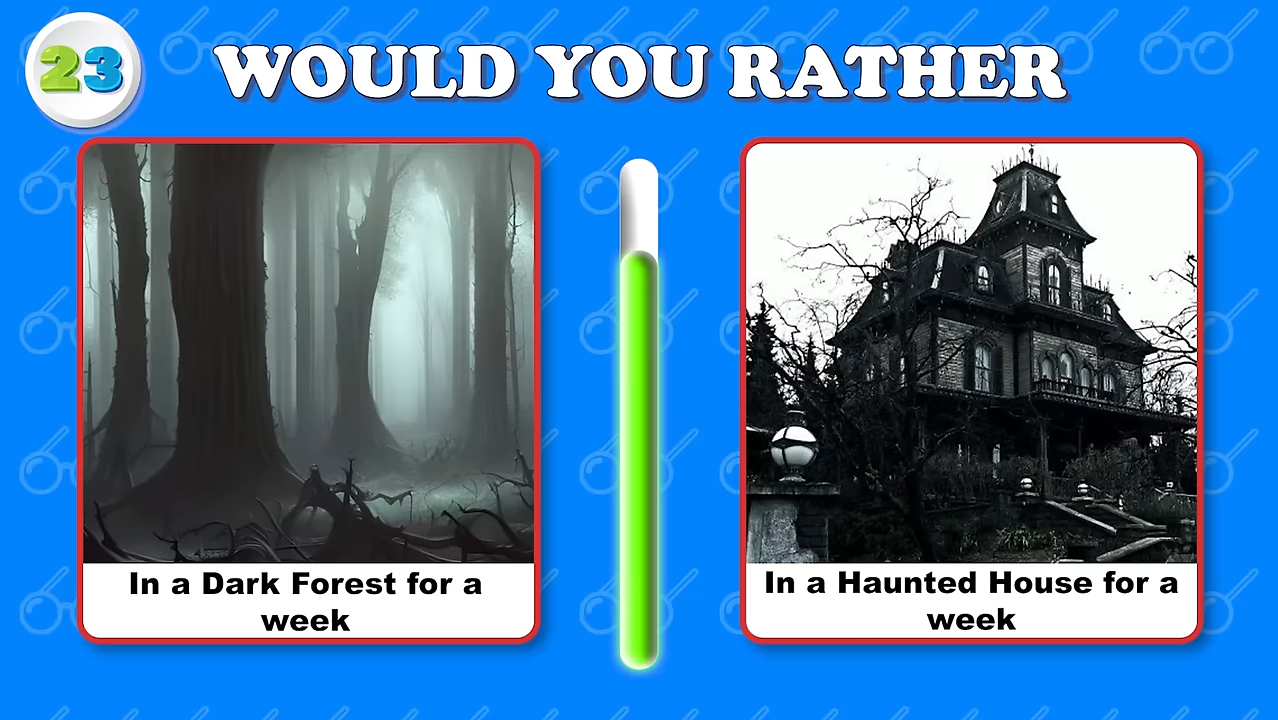 23
WOULD YOU RATHER
In a Dark Forest for a
week
In a Haunted House for a
week